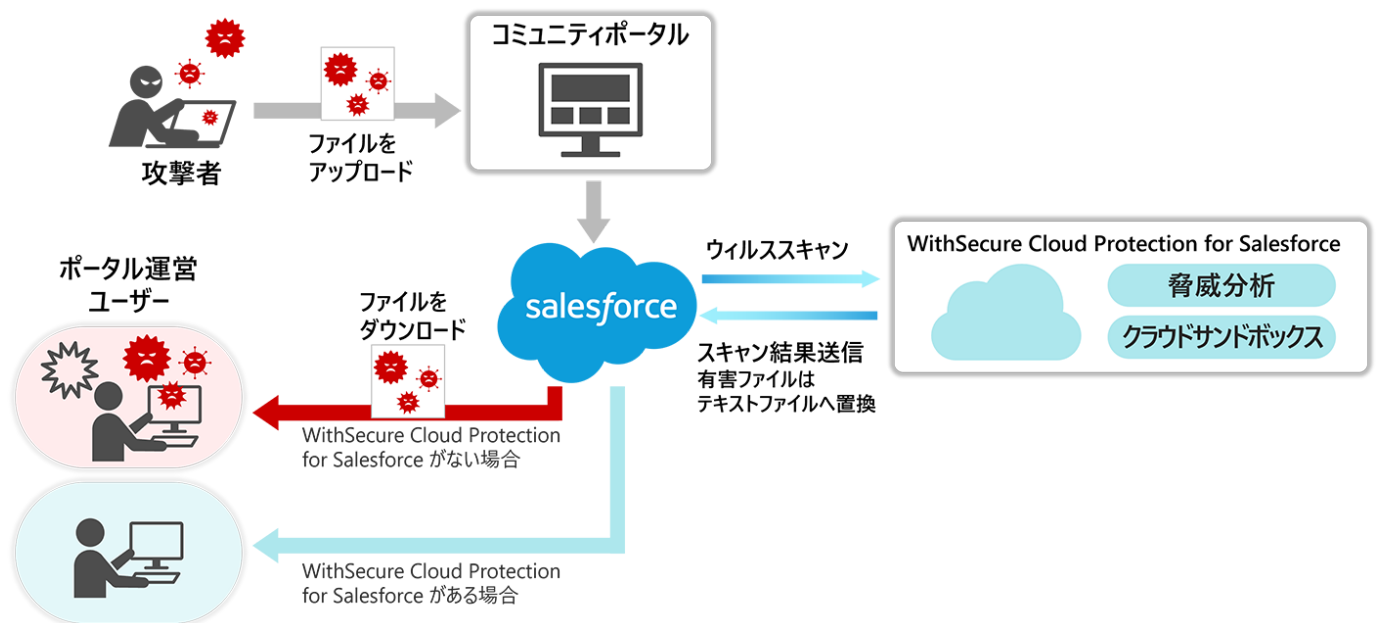 コミュニティポータル
ファイルを
アップロード
攻撃者
ウィルススキャン
WithSecure Cloud Protection for Salesforce
脅威分析
クラウドサンドボックス
salesforce
スキャン結果送信
有害ファイルは
テキストファイルへ置換
ポータル運営
ユーザー
ファイルを
ダウンロード
WithSecure Cloud Protection
for Salesforce がない場合
WithSecure Cloud Protection
for Salesforce がある場合